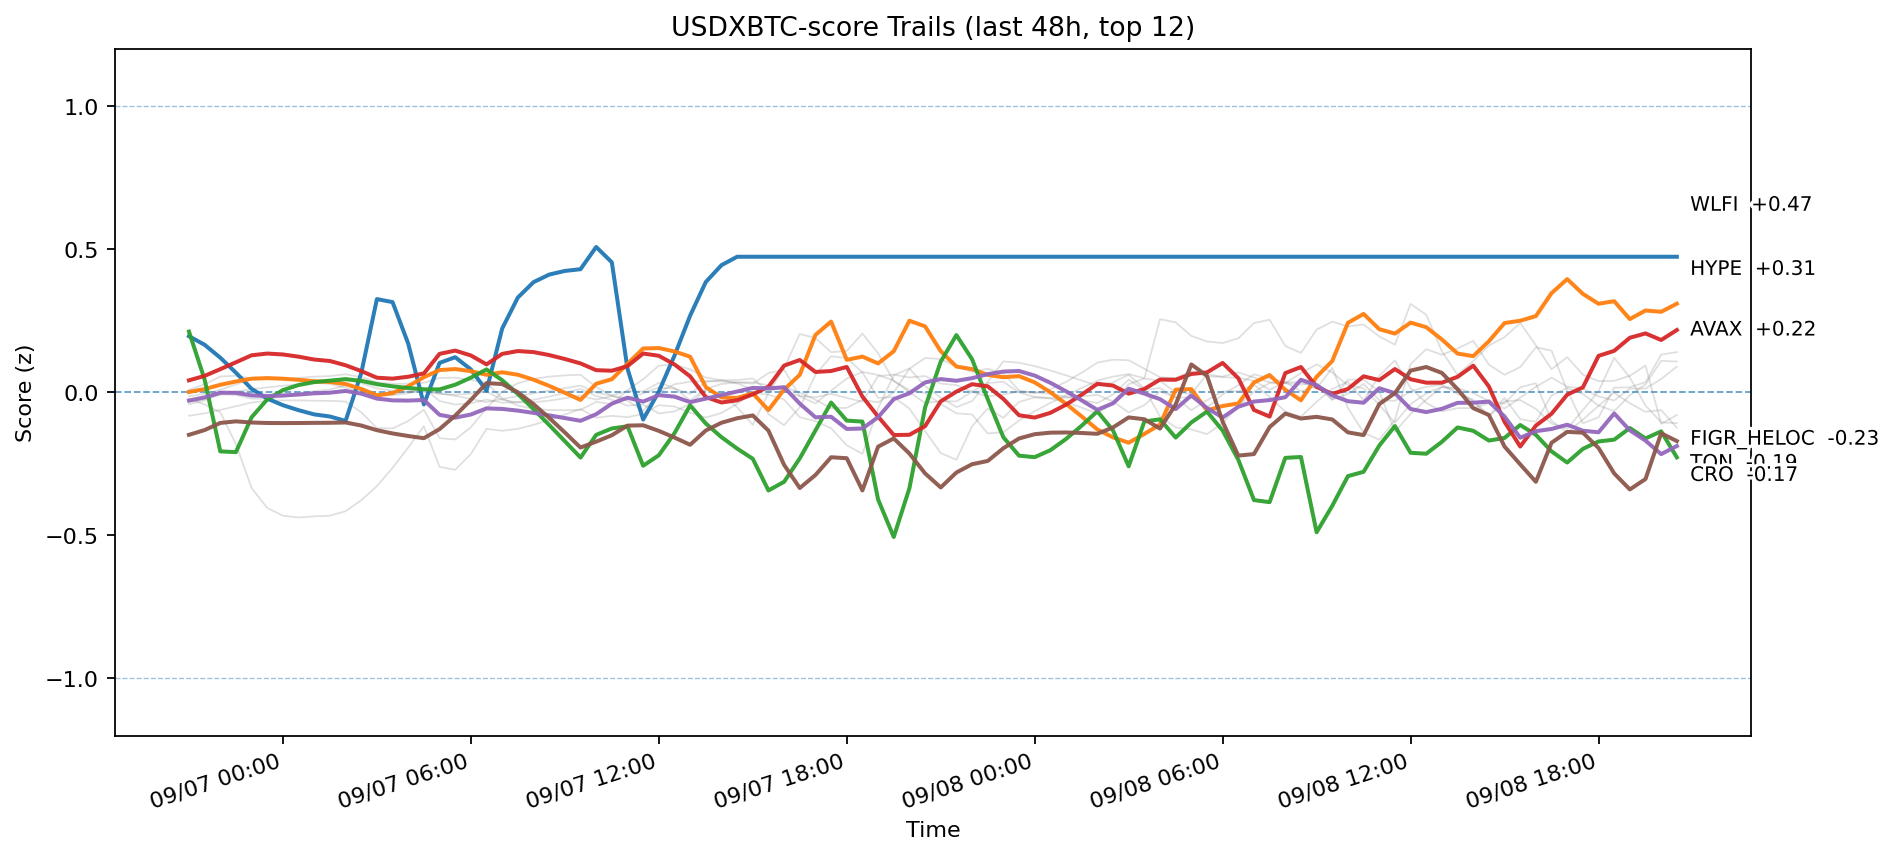 USDXBTC-score Trails (last 48h, top 12)
Score (z)
1.0
0.5
0.0
−0.5
−1.0
WLFI +0.47
HYPE +0.31
AVAX +0.22
FIGR_HELOC -0.23
TON -0.19
CRO -0.17
09/07 00:00
09/07 06:00
09/07 12:00
09/07 18:00
09/08 00:00
09/08 06:00
09/08 12:00
09/08 18:00
Time